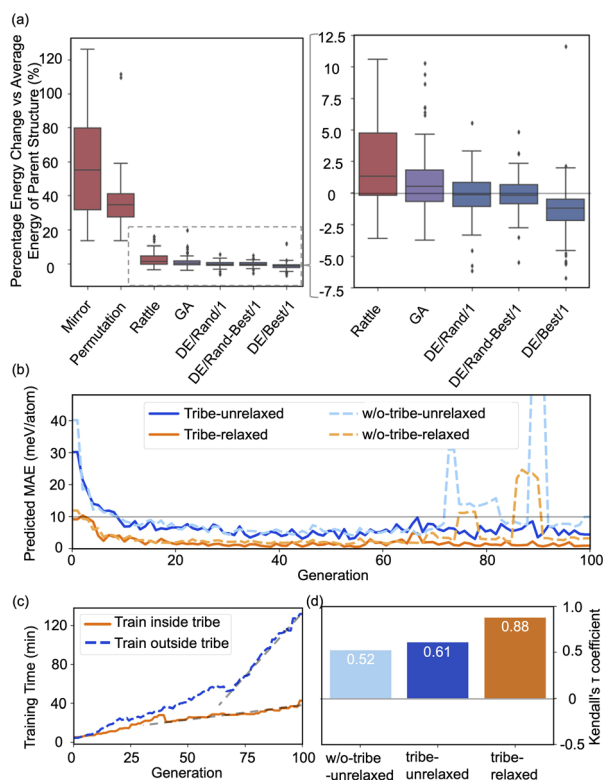 (a)
Percentage Energy Change vs Average
Energy of Parent Structure (%)
120
100
80
60
40
20
0
Mirror
Permutation
Rattle
GA
DE/Rand/1
DE/Rand-Best/1
DE/Best/1
12.5
10.0
7.5
5.0
2.5
0
-2.5
-5.0
-7.5
Rattle
GA
DE/Rand/1
DE/Rand-Best/1
DE/Best/1
(b)
Predicted MAE (meV/atom)
40
30
20
10
0
Tribe-unrelaxed
Tribe-relaxed
w/o-tribe-unrelaxed
w/o-tribe-relaxed
0 20 40 60 80 100
Generation
(c)
Training Time (min)
120
80
40
0
Train inside tribe
Train outside tribe
0 25 50 75 100
Generation
(d)
0.52
0.61
0.88
1.0
0.5
0
-0.5
Kendall's τ coefficient
w/o-tribe
-unrelaxed
tribe-
unrelaxed
tribe-
relaxed